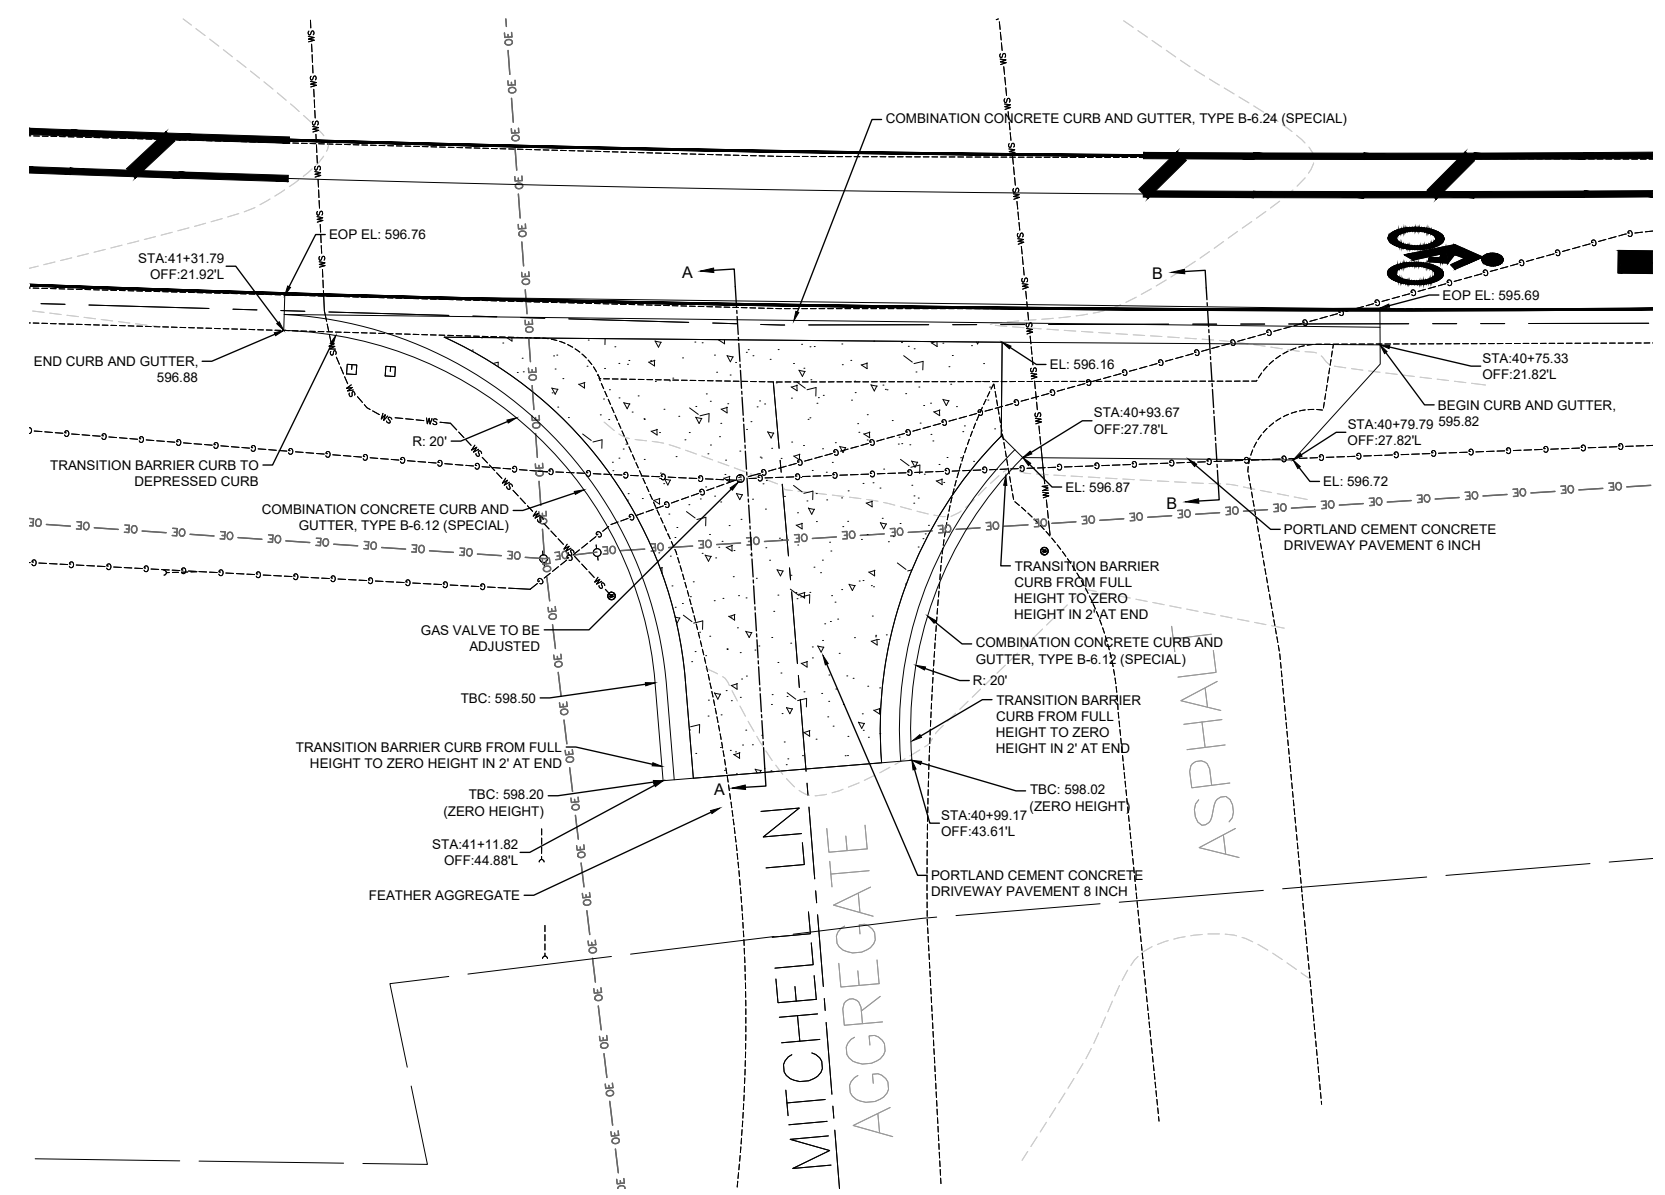 COMBINATION CONCRETE CURB AND GUTTER, TYPE B-6.24 (SPECIAL)
EOP EL: 596.76
STA:41+31.79
OFF:21.92'L
A
B
EOP EL: 595.69
END CURB AND GUTTER,
596.88
EL: 596.16
STA:40+75.33
OFF:21.82'L
BEGIN CURB AND GUTTER,
595.82
STA:40+93.67
OFF:27.78'L
STA:40+79.79
OFF:27.82'L
R: 20'
TRANSITION BARRIER CURB TO
DEPRESSED CURB
EL: 596.87
EL: 596.72
B
COMBINATION CONCRETE CURB AND
GUTTER, TYPE B-6.12 (SPECIAL)
PORTLAND CEMENT CONCRETE
DRIVEWAY PAVEMENT 6 INCH
TRANSITION BARRIER
CURB FROM FULL
HEIGHT TO ZERO
HEIGHT IN 2' AT END
GAS VALVE TO BE
ADJUSTED
COMBINATION CONCRETE CURB AND
GUTTER, TYPE B-6.12 (SPECIAL)
R: 20'
TBC: 598.50
TRANSITION BARRIER
CURB FROM FULL
HEIGHT TO ZERO
HEIGHT IN 2' AT END
TRANSITION BARRIER CURB FROM FULL
HEIGHT TO ZERO HEIGHT IN 2' AT END
A
TBC: 598.20
(ZERO HEIGHT)
TBC: 598.02
(ZERO HEIGHT)
STA:40+99.17
OFF:43.61'L
STA:41+11.82
OFF:44.88'L
FEATHER AGGREGATE
PORTLAND CEMENT CONCRETE
DRIVEWAY PAVEMENT 8 INCH
MITCHELL LN
AGGREGATE
ASPHALT
OE
WS
G
WM